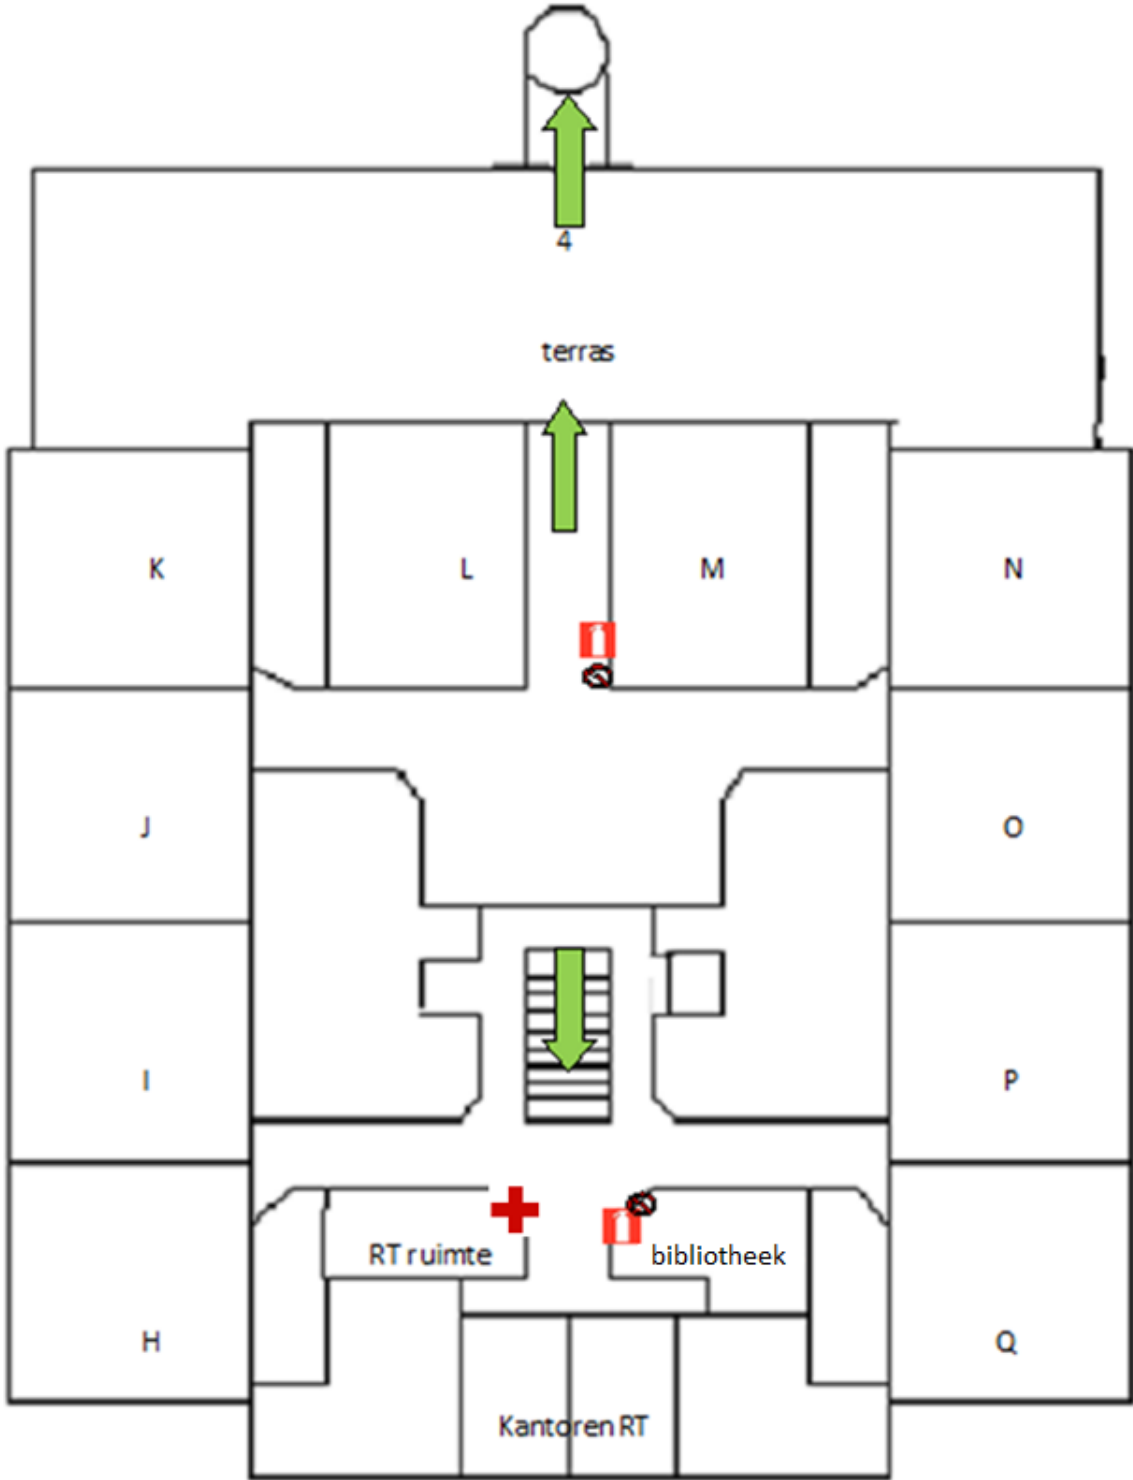 4
terras
K L M N
J O
I P
RT ruimte bibliotheek
H Q
Kantoren RT